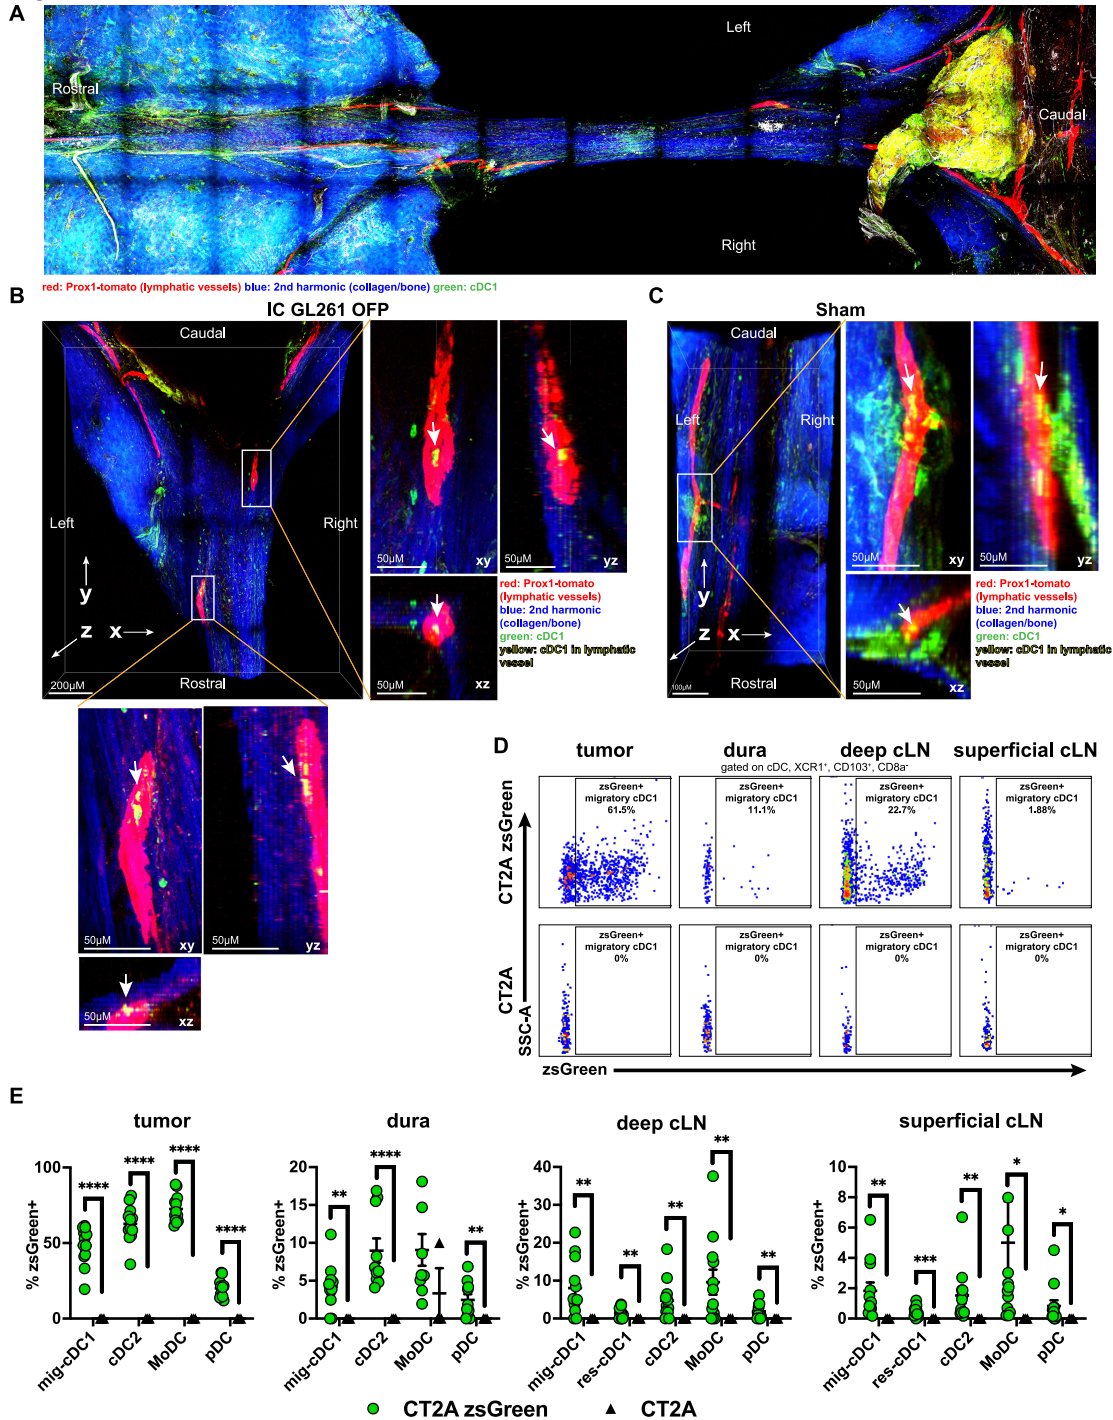 A
Left
Rostral
Caudal
Right
red: Prox1-tomato (lymphatic vessels) blue: 2nd harmonic (collagen/bone) green: cDC1
B
IC GL261 OFP
Caudal
Left
Right
y
z
x
Rostral
200µM
50µM
xy
50µM
yz
50µM
xz
red: Prox1-tomato
(lymphatic vessels)
blue: 2nd harmonic
(collagen/bone)
green: cDC1
yellow: cDC1 in lymphatic
vessel
50µM
xy
50µM
yz
50µM
xz
C
Sham
Caudal
Left
Right
y
z
x
Rostral
100µM
50µM
xy
50µM
yz
50µM
xz
red: Prox1-tomato
(lymphatic vessels)
blue: 2nd harmonic
(collagen/bone)
green: cDC1
yellow: cDC1 in lymphatic
vessel
D
tumor
dura
deep cLN
superficial cLN
gated on cDC, XCR1⁺, CD103⁺, CD8a⁻
CT2A zsGreen
zsGreen+
migratory cDC1
61.5%
zsGreen+
migratory cDC1
11.1%
zsGreen+
migratory cDC1
22.7%
zsGreen+
migratory cDC1
1.88%
CT2A
zsGreen+
migratory cDC1
0%
zsGreen+
migratory cDC1
0%
zsGreen+
migratory cDC1
0%
zsGreen+
migratory cDC1
0%
SSC-A
zsGreen
E
tumor
% zsGreen+
100
50
0
**** **** **** ****
mig-cDC1 cDC2 MoDC pDC
dura
% zsGreen+
20
15
10
5
0
** **** **
mig-cDC1 cDC2 MoDC pDC
deep cLN
% zsGreen+
40
30
20
10
0
** ** ** ** **
mig-cDC1 res-cDC1 cDC2 MoDC pDC
superficial cLN
% zsGreen+
10
8
6
4
2
0
** *** ** * *
mig-cDC1 res-cDC1 cDC2 MoDC pDC
CT2A zsGreen
CT2A